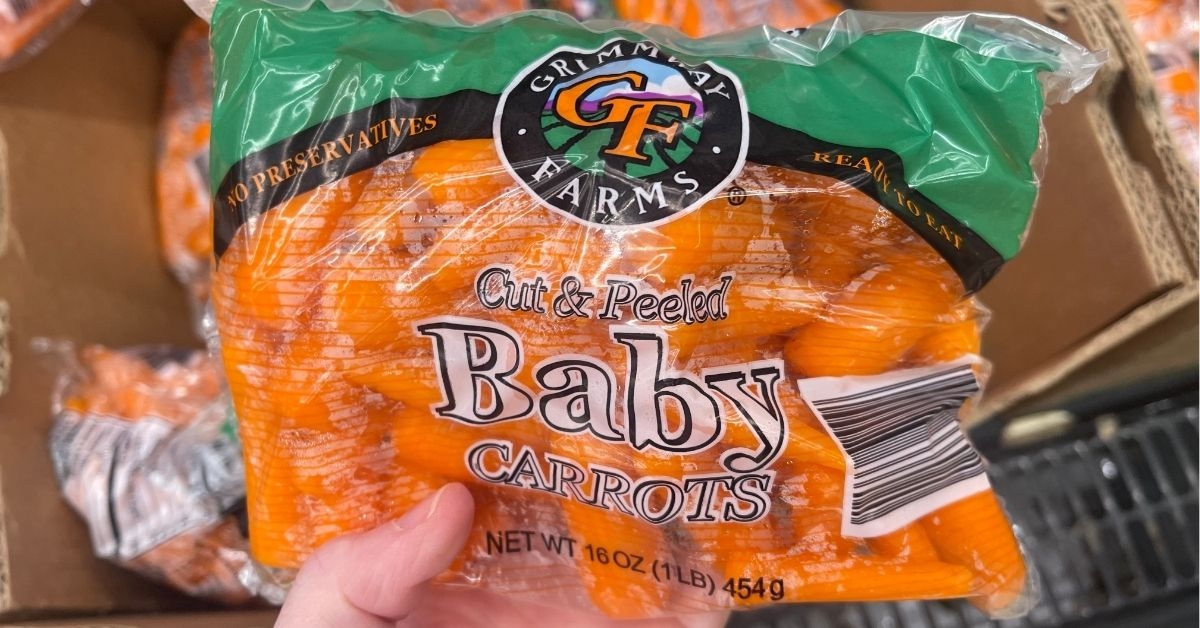 GRIMMWAY
GF
FARMS
®
NO PRESERVATIVES
READY TO EAT
Cut & Peeled
Baby
CARROTS
NET WT 16 OZ (1 LB) 454g